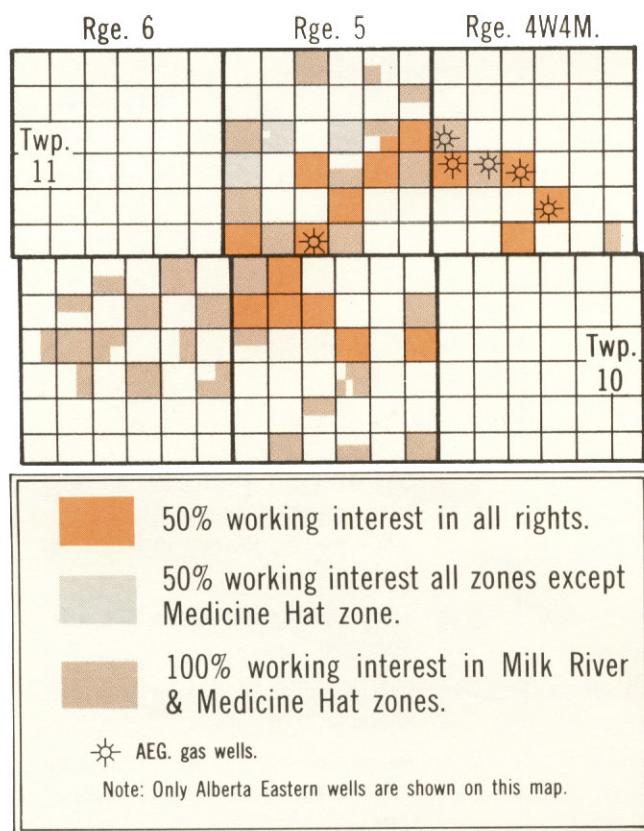 Rge. 6 Rge. 5 Rge. 4W4M.
Twp.
11
Twp.
10
50% working interest in all rights.
50% working interest all zones except
Medicine Hat zone.
100% working interest in Milk River
& Medicine Hat zones.
AEG. gas wells.
Note: Only Alberta Eastern wells are shown on this map.